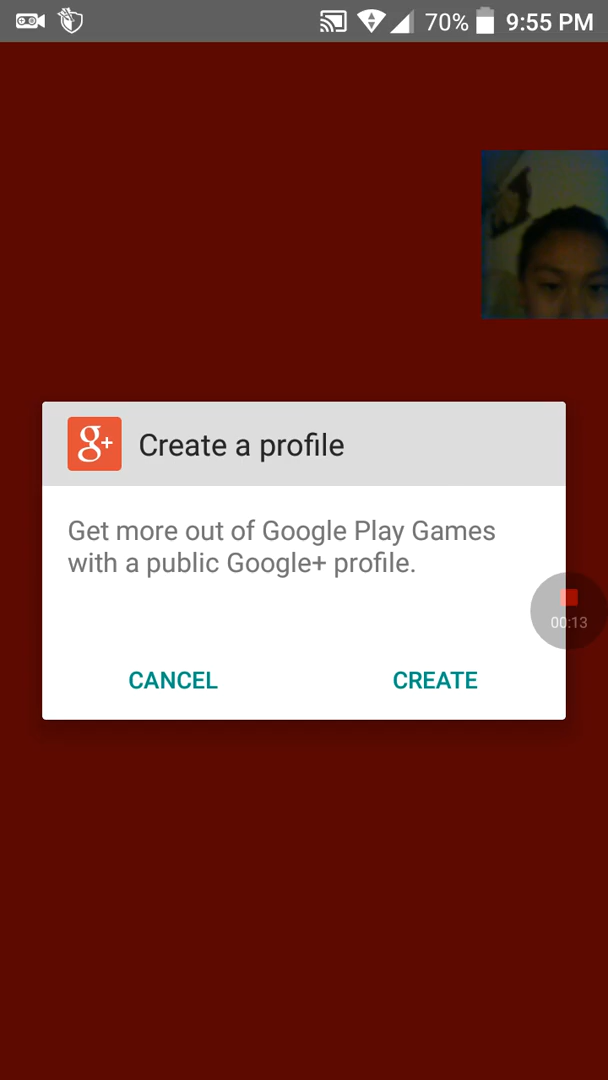 70% 9:55 PM
g+ Create a profile
Get more out of Google Play Games
with a public Google+ profile.
00:13
CANCEL CREATE